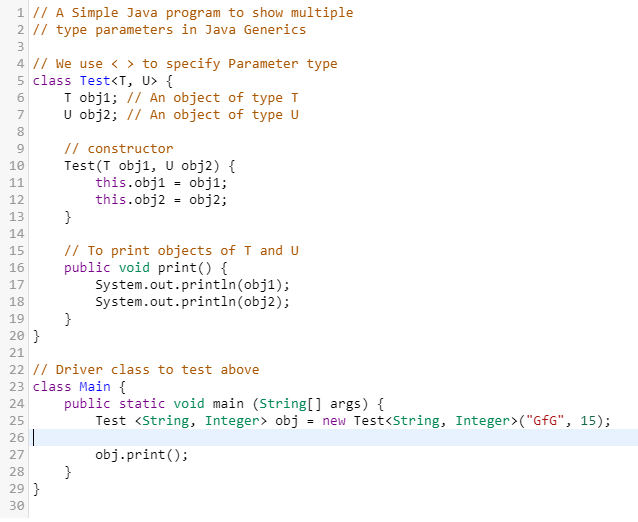 1 // A Simple Java program to show multiple
2 // type parameters in Java Generics
3
4 // We use < > to specify Parameter type
5 class Test<T, U> {
6     T obj1; // An object of type T
7     U obj2; // An object of type U
8
9     // constructor
10     Test(T obj1, U obj2) {
11         this.obj1 = obj1;
12         this.obj2 = obj2;
13     }
14
15     // To print objects of T and U
16     public void print() {
17         System.out.println(obj1);
18         System.out.println(obj2);
19     }
20 }
21
22 // Driver class to test above
23 class Main {
24     public static void main (String[] args) {
25         Test <String, Integer> obj = new Test<String, Integer>("GfG", 15);
26
27         obj.print();
28     }
29 }
30